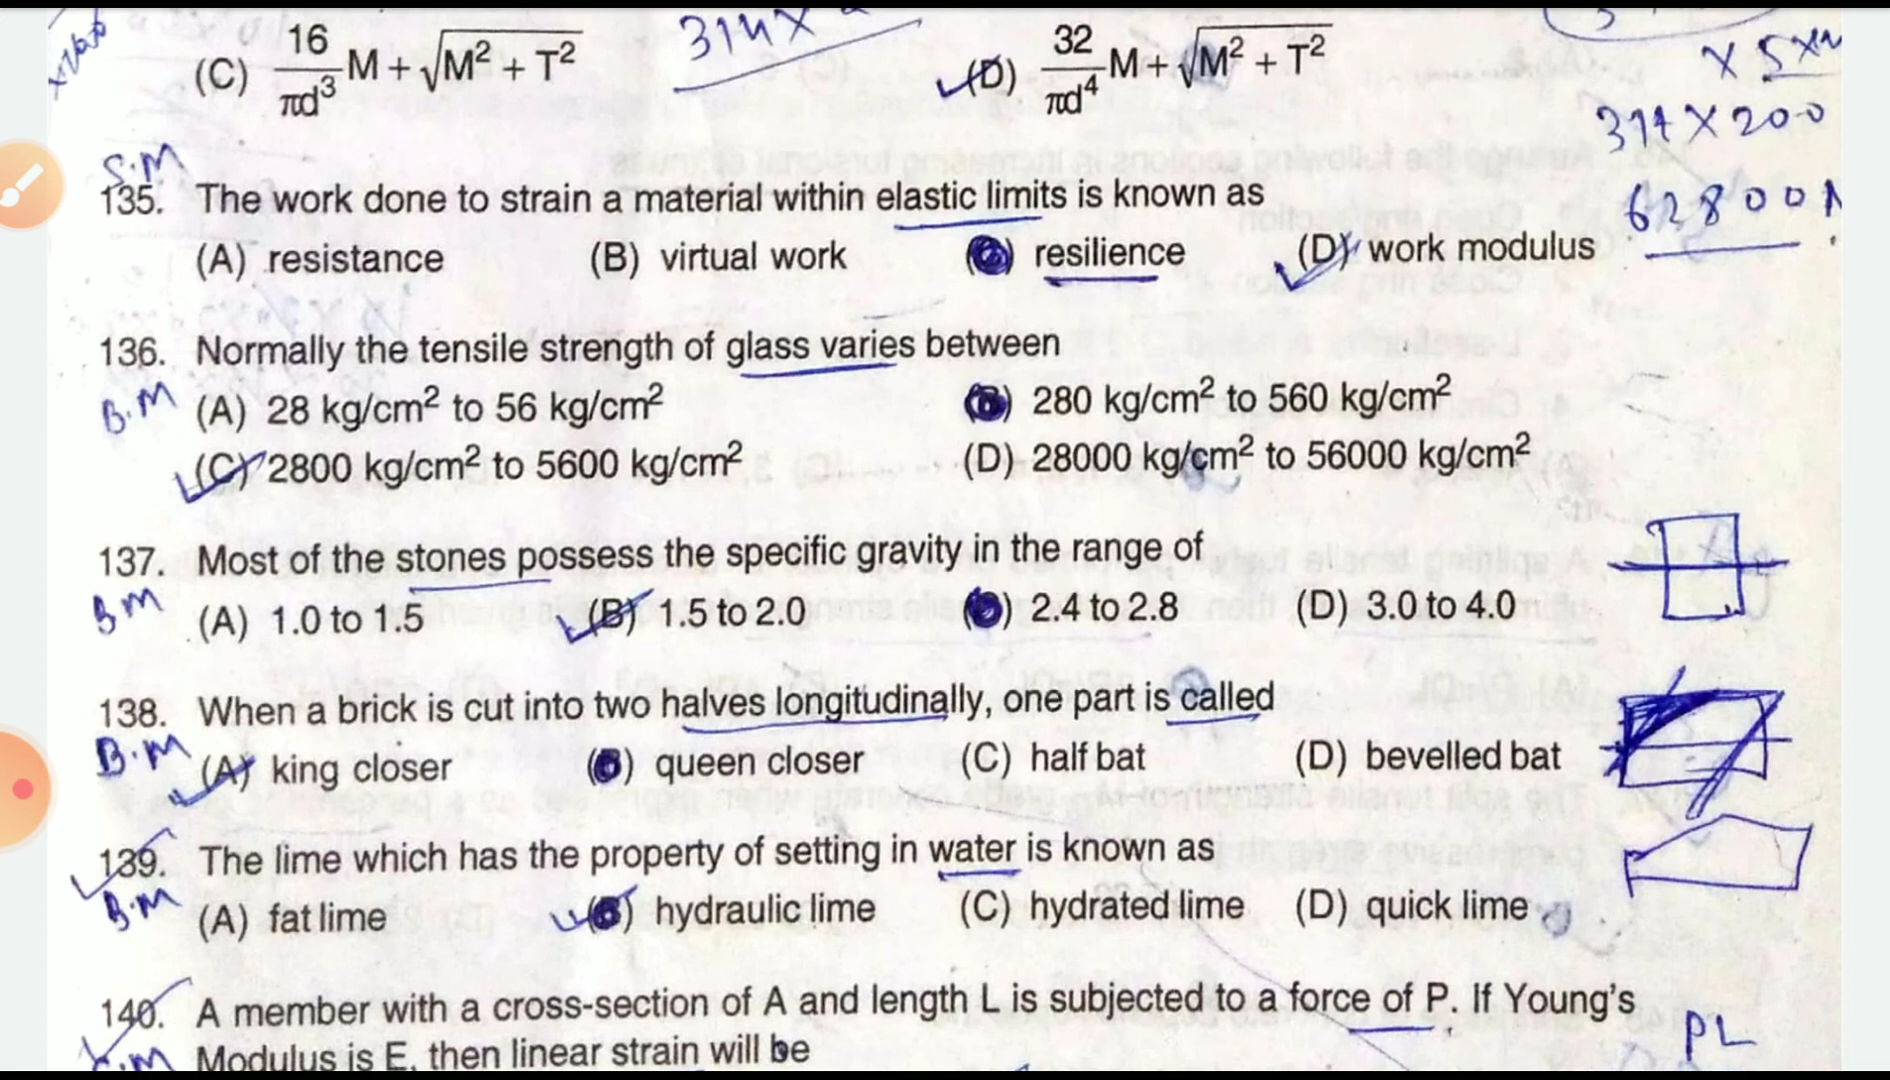 x200
(C) 16/πd³ M + √M² + T²
314 x
(D) 32/πd⁴ M + √M² + T²
x 5 x
314 x 200
62800
S.M
135. The work done to strain a material within elastic limits is known as
(A) resistance (B) virtual work (C) resilience (D) work modulus
136. Normally the tensile strength of glass varies between
B.M (A) 28 kg/cm² to 56 kg/cm² (B) 280 kg/cm² to 560 kg/cm²
(C) 2800 kg/cm² to 5600 kg/cm² (D) 28000 kg/cm² to 56000 kg/cm²
137. Most of the stones possess the specific gravity in the range of
BM (A) 1.0 to 1.5 (B) 1.5 to 2.0 (C) 2.4 to 2.8 (D) 3.0 to 4.0
138. When a brick is cut into two halves longitudinally, one part is called
B.M (A) king closer (B) queen closer (C) half bat (D) bevelled bat
139. The lime which has the property of setting in water is known as
B.M (A) fat lime (B) hydraulic lime (C) hydrated lime (D) quick lime
140. A member with a cross-section of A and length L is subjected to a force of P. If Young's
Modulus is E, then linear strain will be
PL